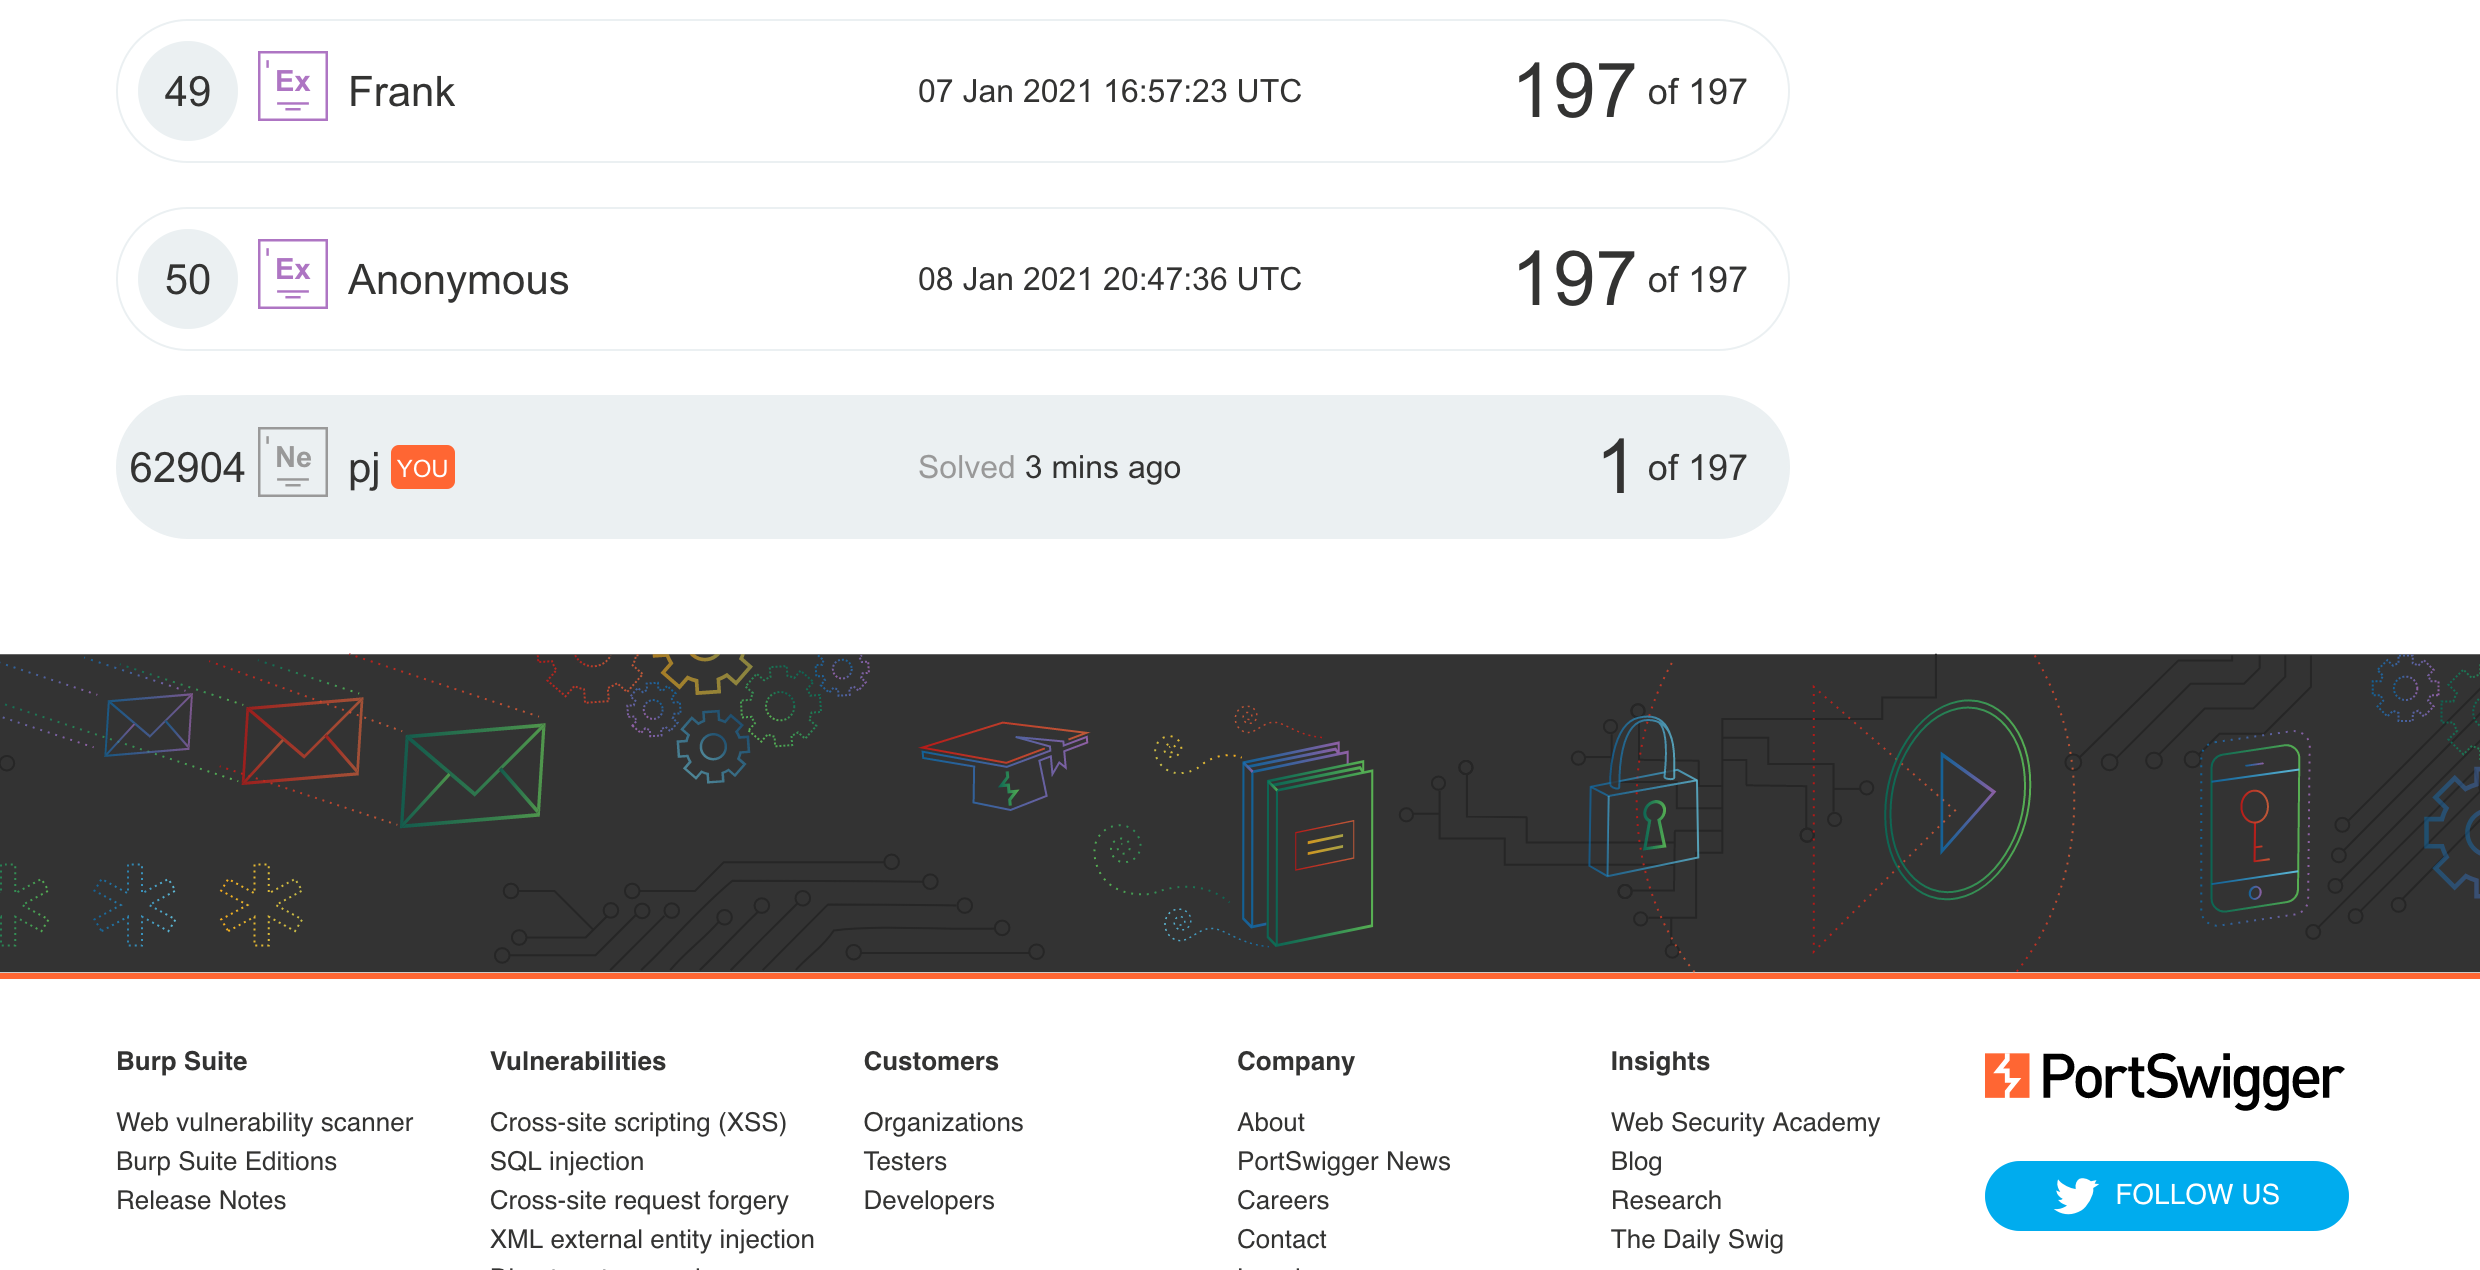 49 Ex Frank 07 Jan 2021 16:57:23 UTC 197 of 197
50 Ex Anonymous 08 Jan 2021 20:47:36 UTC 197 of 197
62904 Ne pj YOU Solved 3 mins ago 1 of 197
Burp Suite
Web vulnerability scanner
Burp Suite Editions
Release Notes
Vulnerabilities
Cross-site scripting (XSS)
SQL injection
Cross-site request forgery
XML external entity injection
Customers
Organizations
Testers
Developers
Company
About
PortSwigger News
Careers
Contact
Insights
Web Security Academy
Blog
Research
The Daily Swig
PortSwigger
FOLLOW US